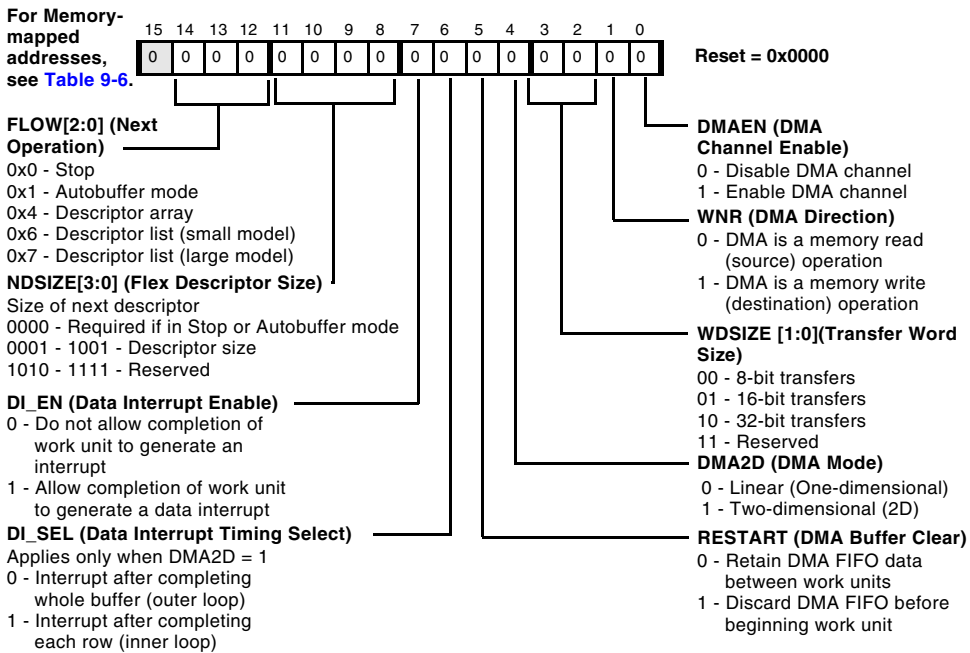 For Memory-
mapped
addresses,
see Table 9-6.
15 14 13 12 11 10 9 8 7 6 5 4 3 2 1 0
0 0 0 0 0 0 0 0 0 0 0 0 0 0 0 0
Reset = 0x0000
FLOW[2:0] (Next
Operation)
0x0 - Stop
0x1 - Autobuffer mode
0x4 - Descriptor array
0x6 - Descriptor list (small model)
0x7 - Descriptor list (large model)
NDSIZE[3:0] (Flex Descriptor Size)
Size of next descriptor
0000 - Required if in Stop or Autobuffer mode
0001 - 1001 - Descriptor size
1010 - 1111 - Reserved
DI_EN (Data Interrupt Enable)
0 - Do not allow completion of
work unit to generate an
interrupt
1 - Allow completion of work unit
to generate a data interrupt
DI_SEL (Data Interrupt Timing Select)
Applies only when DMA2D = 1
0 - Interrupt after completing
whole buffer (outer loop)
1 - Interrupt after completing
each row (inner loop)
DMAEN (DMA
Channel Enable)
0 - Disable DMA channel
1 - Enable DMA channel
WNR (DMA Direction)
0 - DMA is a memory read
(source) operation
1 - DMA is a memory write
(destination) operation
WDSIZE [1:0](Transfer Word
Size)
00 - 8-bit transfers
01 - 16-bit transfers
10 - 32-bit transfers
11 - Reserved
DMA2D (DMA Mode)
0 - Linear (One-dimensional)
1 - Two-dimensional (2D)
RESTART (DMA Buffer Clear)
0 - Retain DMA FIFO data
between work units
1 - Discard DMA FIFO before
beginning work unit